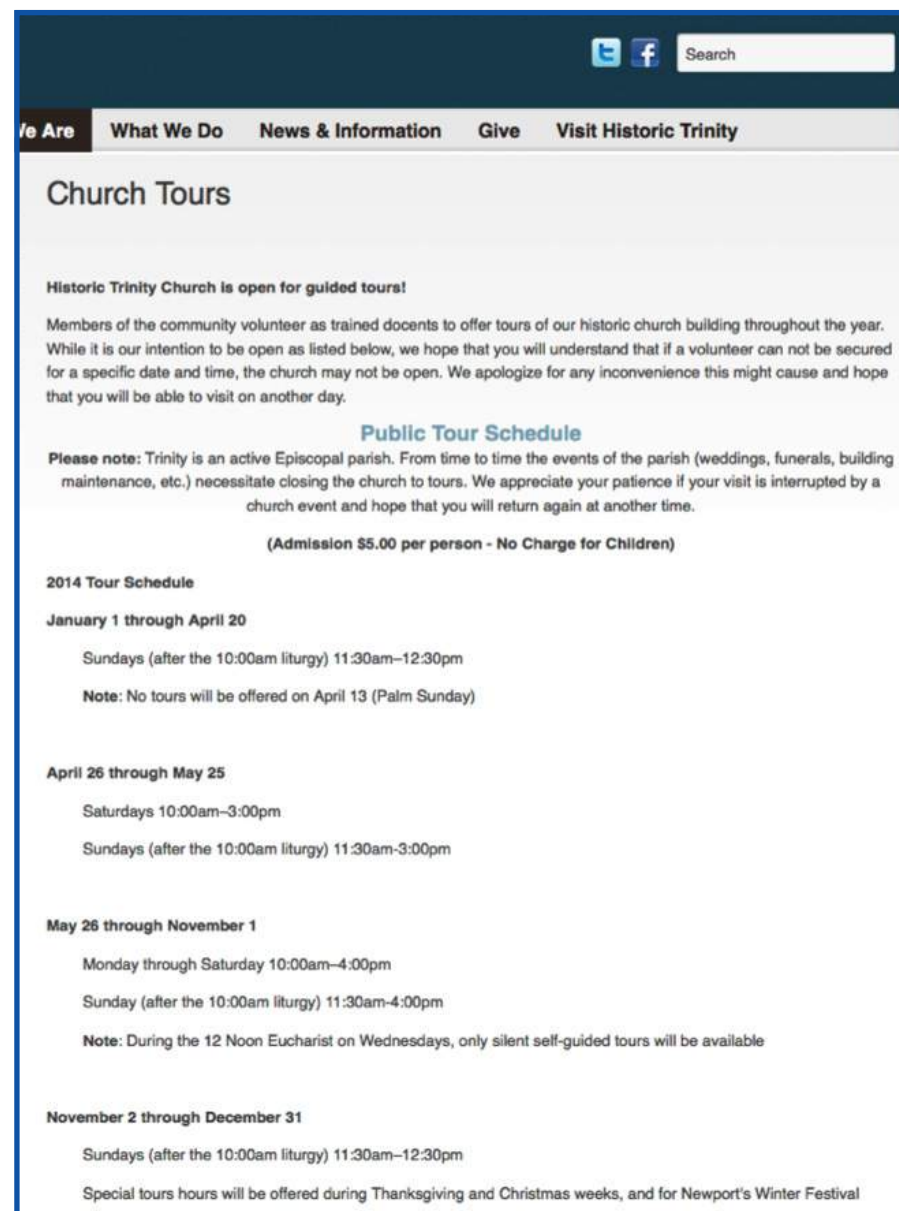 Search
We Are What We Do News & Information Give Visit Historic Trinity
Church Tours
Historic Trinity Church is open for guided tours!
Members of the community volunteer as trained docents to offer tours of our historic church building throughout the year.
While it is our intention to be open as listed below, we hope that you will understand that if a volunteer can not be secured
for a specific date and time, the church may not be open. We apologize for any inconvenience this might cause and hope
that you will be able to visit on another day.
Public Tour Schedule
Please note: Trinity is an active Episcopal parish. From time to time the events of the parish (weddings, funerals, building
maintenance, etc.) necessitate closing the church to tours. We appreciate your patience if your visit is interrupted by a
church event and hope that you will return again at another time.
(Admission $5.00 per person - No Charge for Children)
2014 Tour Schedule
January 1 through April 20
Sundays (after the 10:00am liturgy) 11:30am–12:30pm
Note: No tours will be offered on April 13 (Palm Sunday)
April 26 through May 25
Saturdays 10:00am–3:00pm
Sundays (after the 10:00am liturgy) 11:30am-3:00pm
May 26 through November 1
Monday through Saturday 10:00am–4:00pm
Sunday (after the 10:00am liturgy) 11:30am-4:00pm
Note: During the 12 Noon Eucharist on Wednesdays, only silent self-guided tours will be available
November 2 through December 31
Sundays (after the 10:00am liturgy) 11:30am–12:30pm
Special tours hours will be offered during Thanksgiving and Christmas weeks, and for Newport's Winter Festival